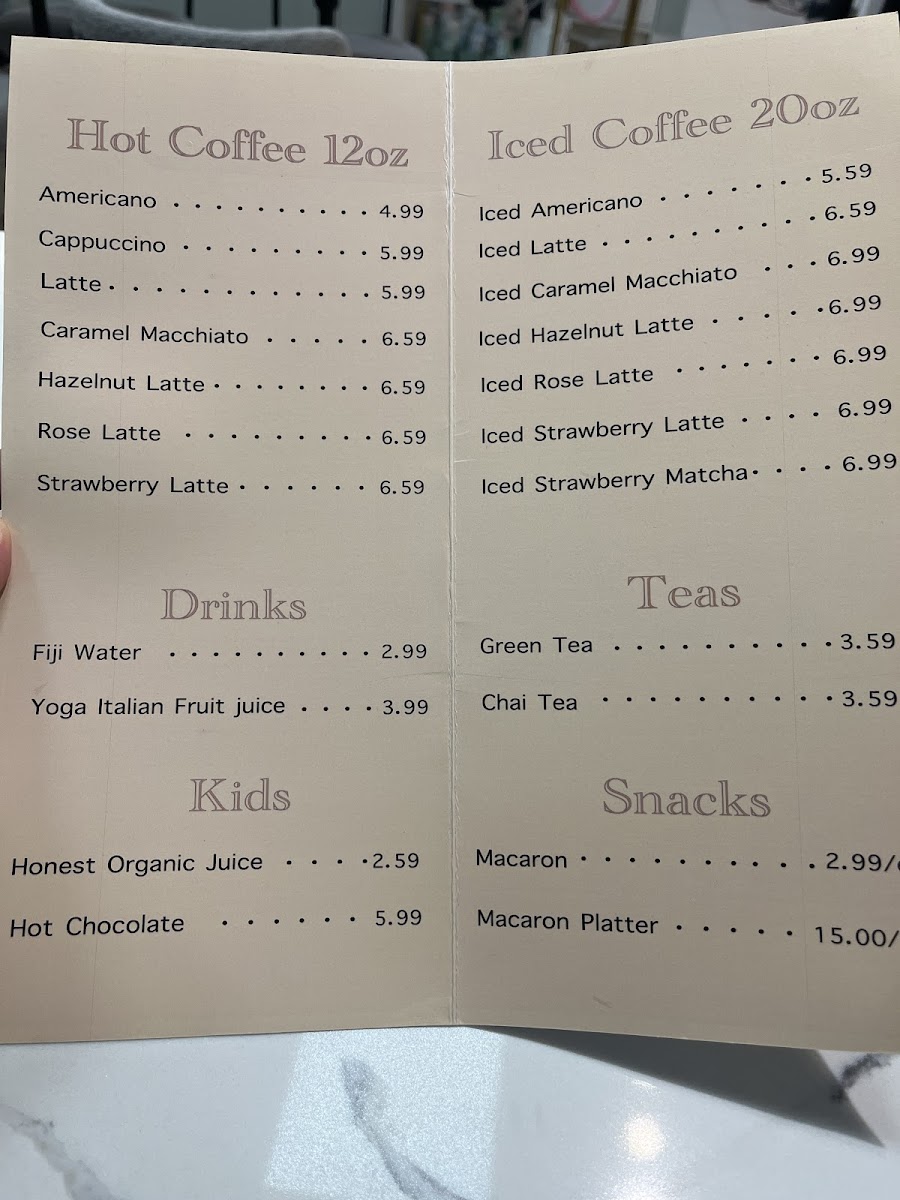 Hot Coffee 12oz
Americano . . . . . . . . . . 4.99
Cappuccino . . . . . . . . . 5.99
Latte . . . . . . . . . . . . 5.99
Caramel Macchiato . . . . . 6.59
Hazelnut Latte . . . . . . . . 6.59
Rose Latte . . . . . . . . . 6.59
Strawberry Latte . . . . . . 6.59
Drinks
Fiji Water . . . . . . . . . . 2.99
Yoga Italian Fruit juice . . . . 3.99
Kids
Honest Organic Juice . . . . 2.59
Hot Chocolate . . . . . . 5.99
Iced Coffee 20oz
Iced Americano . . . . . . . 5.59
Iced Latte . . . . . . . . . . 6.59
Iced Caramel Macchiato . . . 6.99
Iced Hazelnut Latte . . . . . 6.99
Iced Rose Latte . . . . . . . 6.99
Iced Strawberry Latte . . . . 6.99
Iced Strawberry Matcha . . . . 6.99
Teas
Green Tea . . . . . . . . . . 3.59
Chai Tea . . . . . . . . . . 3.59
Snacks
Macaron . . . . . . . . . . 2.99/
Macaron Platter . . . . . 15.00/